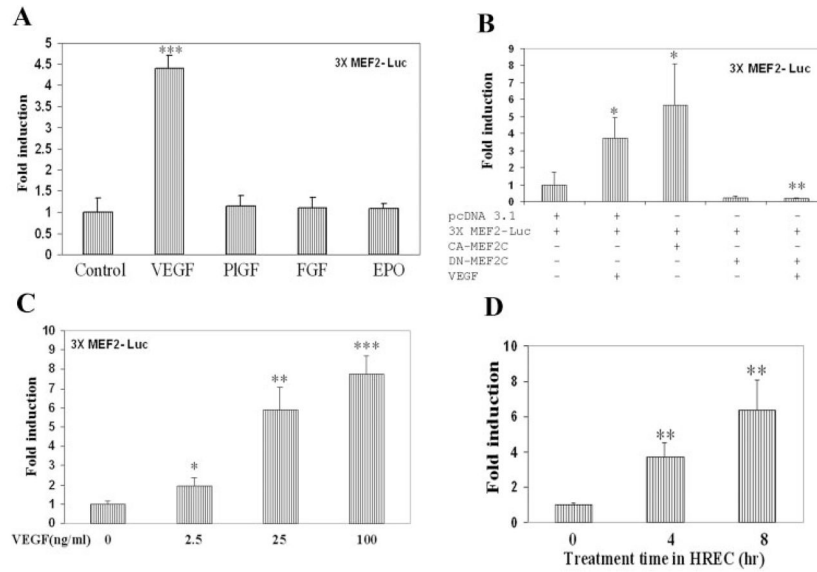 A
5
4.5
4
3.5
3
2.5
2
1.5
1
0.5
0
Fold induction
***
3X MEF2- Luc
Control VEGF PlGF FGF EPO
B
9
8
7
6
5
4
3
2
1
0
Fold induction
3X MEF2-Luc
*
*
**
pcDNA 3.1 + + - - -
3X MEF2-Luc + + + + +
CA-MEF2C - - + - -
DN-MEF2C - - - + +
VEGF - + - - +
C
10
9
8
7
6
5
4
3
2
1
0
Fold induction
3X MEF2- Luc
*
**
***
VEGF(ng/ml) 0 2.5 25 100
D
10
8
6
4
2
0
Fold induction
**
**
0 4 8
Treatment time in HREC (hr)